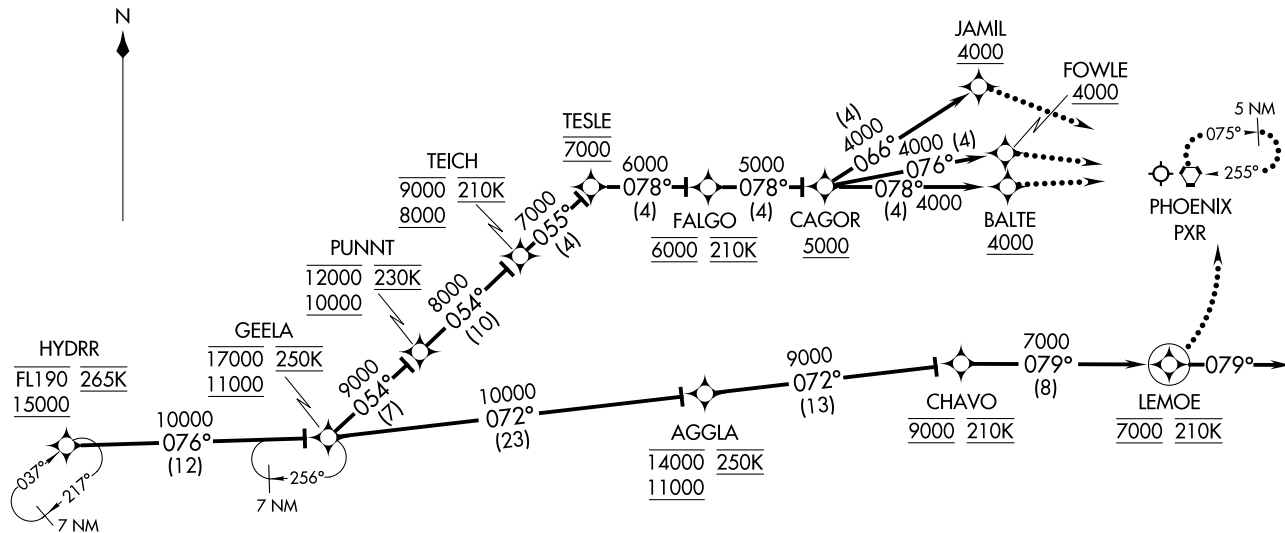 N
JAMIL
4000
FOWLE
4000
5 NM
075°
255°
PHOENIX
PXR
TESLE
7000
TEICH
9000 210K
8000
PUNNT
12000 230K
10000
GEELA
17000 250K
11000
HYDRR
FL190 265K
15000
037°
217°
7 NM
10000
076°
(12)
256°
7 NM
9000
054°
(7)
8000
054°
(10)
7000
055°
(4)
6000
078°
(4)
FALGO
6000 210K
5000
078°
(4)
CAGOR
5000
(4)
4000
066°
4000 (4)
076°
078° 4000
(4)
BALTE
4000
10000
072°
(23)
AGGLA
14000 250K
11000
9000
072°
(13)
CHAVO
9000 210K
7000
079°
(8)
LEMOE
7000 210K
079°